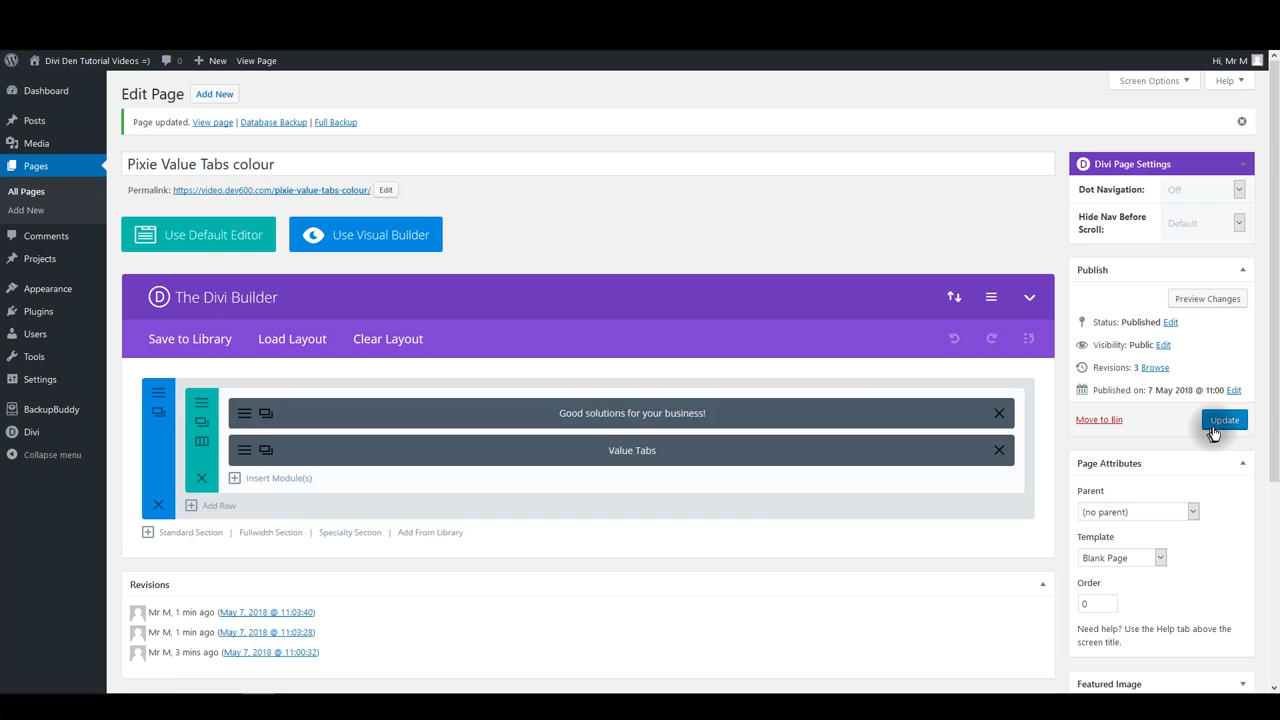 Divi Den Tutorial Videos =) 0 New View Page Hi, Mr M
Dashboard
Posts
Media
Pages
All Pages
Add New
Comments
Projects
Appearance
Plugins
Users
Tools
Settings
BackupBuddy
Divi
Collapse menu
Screen Options Help
Edit Page Add New
Page updated. View page | Database Backup | Full Backup
Pixie Value Tabs colour
Permalink: https://video.dev600.com/pixie-value-tabs-colour/ Edit
Use Default Editor Use Visual Builder
D The Divi Builder
Save to Library Load Layout Clear Layout
Good solutions for your business!
Value Tabs
Insert Module(s)
Add Row
Standard Section | Fullwidth Section | Specialty Section | Add From Library
Revisions
Mr M, 1 min ago (May 7, 2018 @ 11:03:40)
Mr M, 1 min ago (May 7, 2018 @ 11:03:28)
Mr M, 3 mins ago (May 7, 2018 @ 11:00:32)
D Divi Page Settings
Dot Navigation: Off
Hide Nav Before
Scroll: Default
Publish
Preview Changes
Status: Published Edit
Visibility: Public Edit
Revisions: 3 Browse
Published on: 7 May 2018 @ 11:00 Edit
Move to Bin Update
Page Attributes
Parent
(no parent)
Template
Blank Page
Order
0
Need help? Use the Help tab above the
screen title.
Featured Image